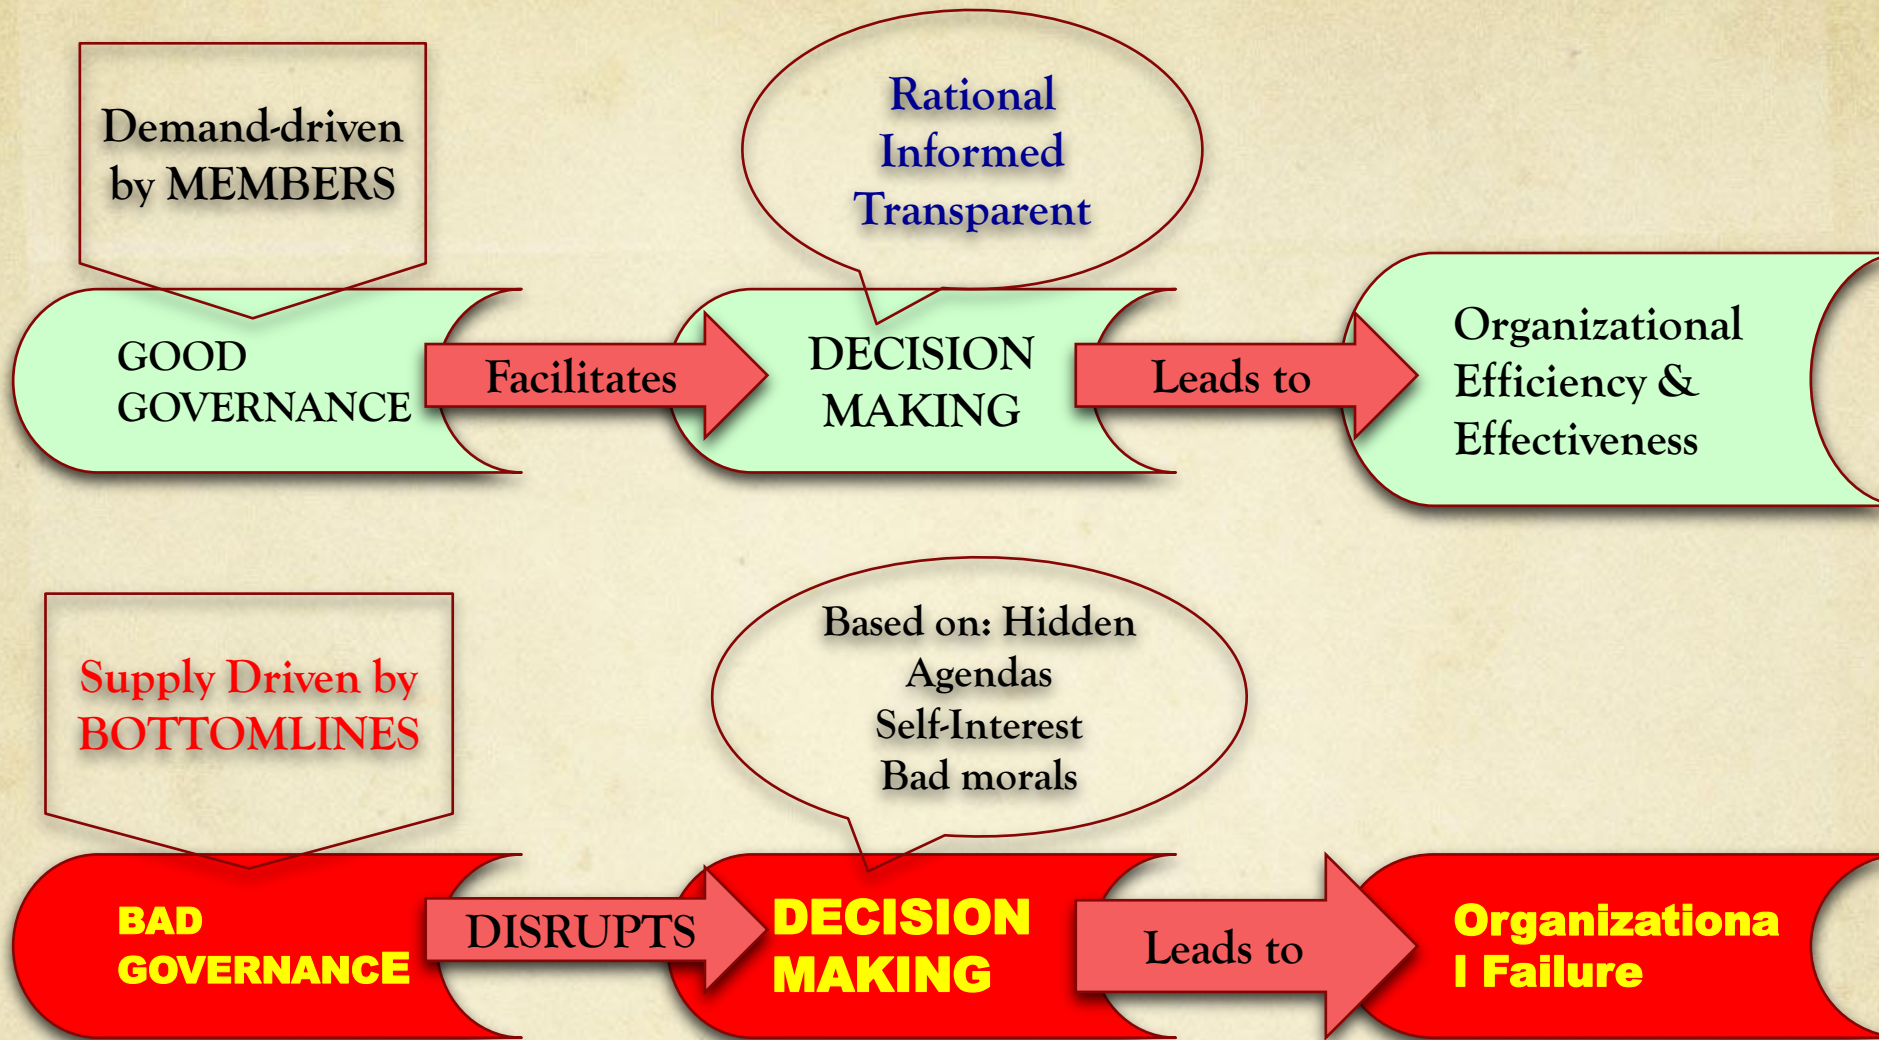 Demand-driven
by MEMBERS
Rational
Informed
Transparent
GOOD
GOVERNANCE
Facilitates
DECISION
MAKING
Leads to
Organizational
Efficiency &
Effectiveness
Supply Driven by
BOTTOMLINES
Based on: Hidden
Agendas
Self-Interest
Bad morals
BAD
GOVERNANCE
DISRUPTS
DECISION
MAKING
Leads to
Organizationa
l Failure